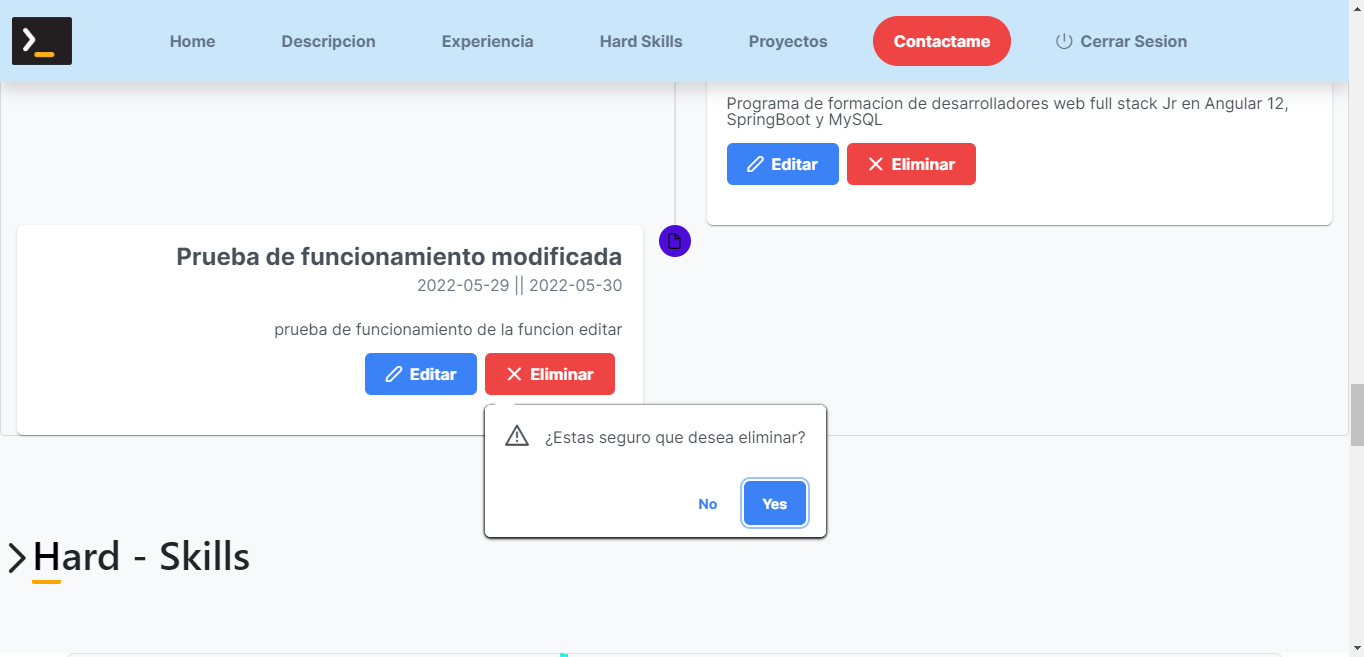 Home Descripcion Experiencia Hard Skills Proyectos Contactame Cerrar Sesion
Programa de formacion de desarrolladores web full stack Jr en Angular 12,
SpringBoot y MySQL
Editar Eliminar
Prueba de funcionamiento modificada
2022-05-29 || 2022-05-30
prueba de funcionamiento de la funcion editar
Editar Eliminar
¿Estas seguro que desea eliminar?
No Yes
Hard - Skills